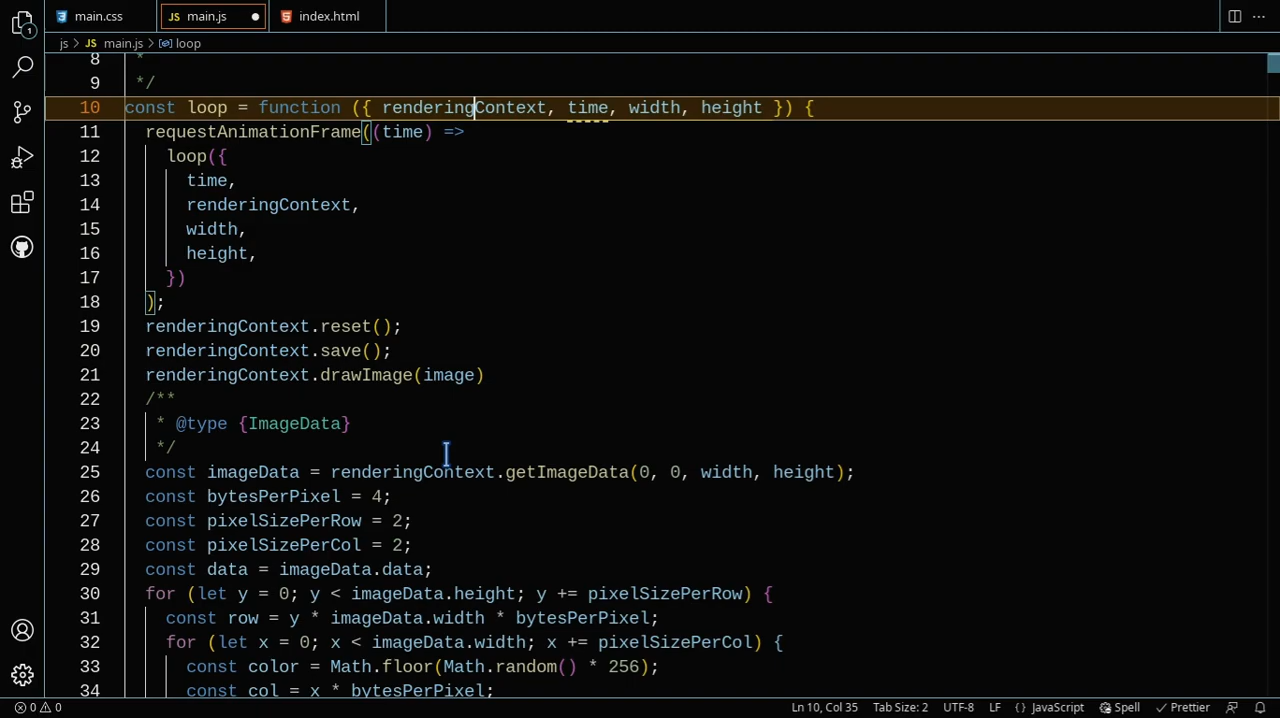 main.css
JS main.js
index.html
js > JS main.js > loop
8 *
9 */
10 const loop = function ({ renderingContext, time, width, height }) {
11 requestAnimationFrame((time) =>
12 loop({
13 time,
14 renderingContext,
15 width,
16 height,
17 })
18 );
19 renderingContext.reset();
20 renderingContext.save();
21 renderingContext.drawImage(image)
22 /**
23 * @type {ImageData}
24 */
25 const imageData = renderingContext.getImageData(0, 0, width, height);
26 const bytesPerPixel = 4;
27 const pixelSizePerRow = 2;
28 const pixelSizePerCol = 2;
29 const data = imageData.data;
30 for (let y = 0; y < imageData.height; y += pixelSizePerRow) {
31 const row = y * imageData.width * bytesPerPixel;
32 for (let x = 0; x < imageData.width; x += pixelSizePerCol) {
33 const color = Math.floor(Math.random() * 256);
34 const col = x * bytesPerPixel;
1
0 0 Ln 10, Col 35 Tab Size: 2 UTF-8 LF {} JavaScript Spell Prettier